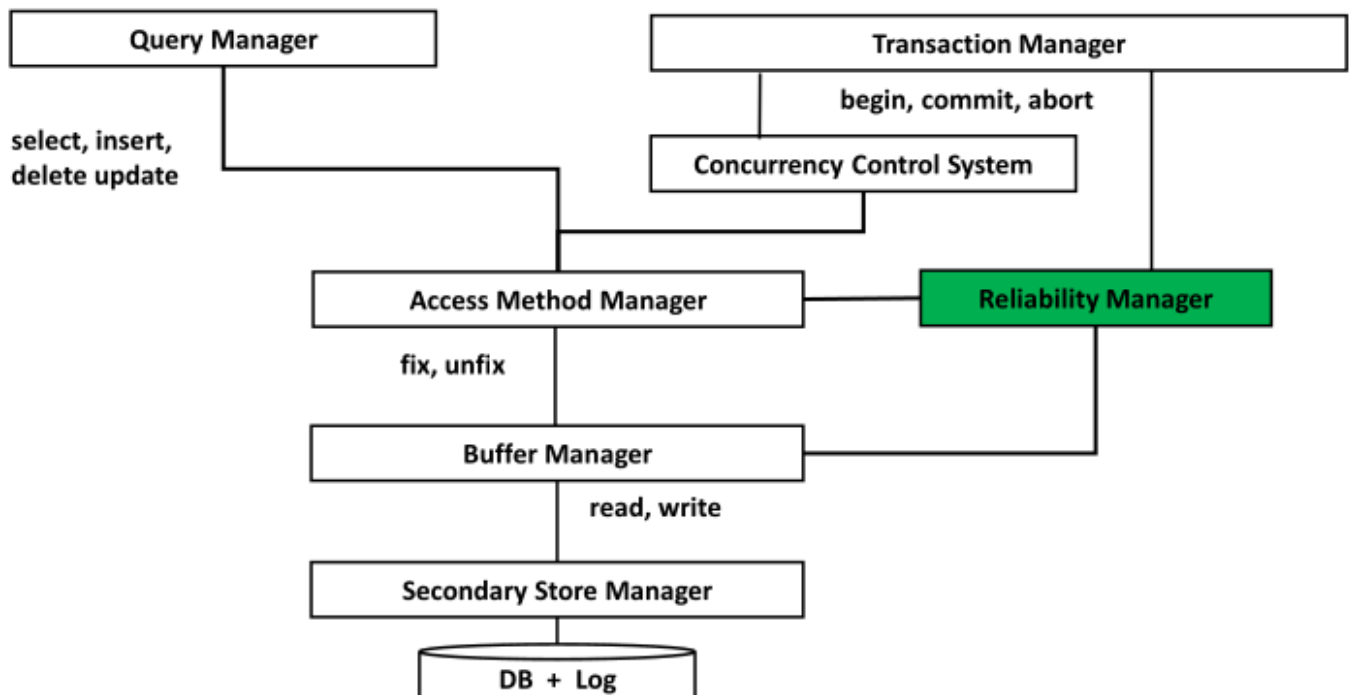 Query Manager
Transaction Manager
begin, commit, abort
select, insert,
delete update
Concurrency Control System
Access Method Manager
Reliability Manager
fix, unfix
Buffer Manager
read, write
Secondary Store Manager
DB + Log